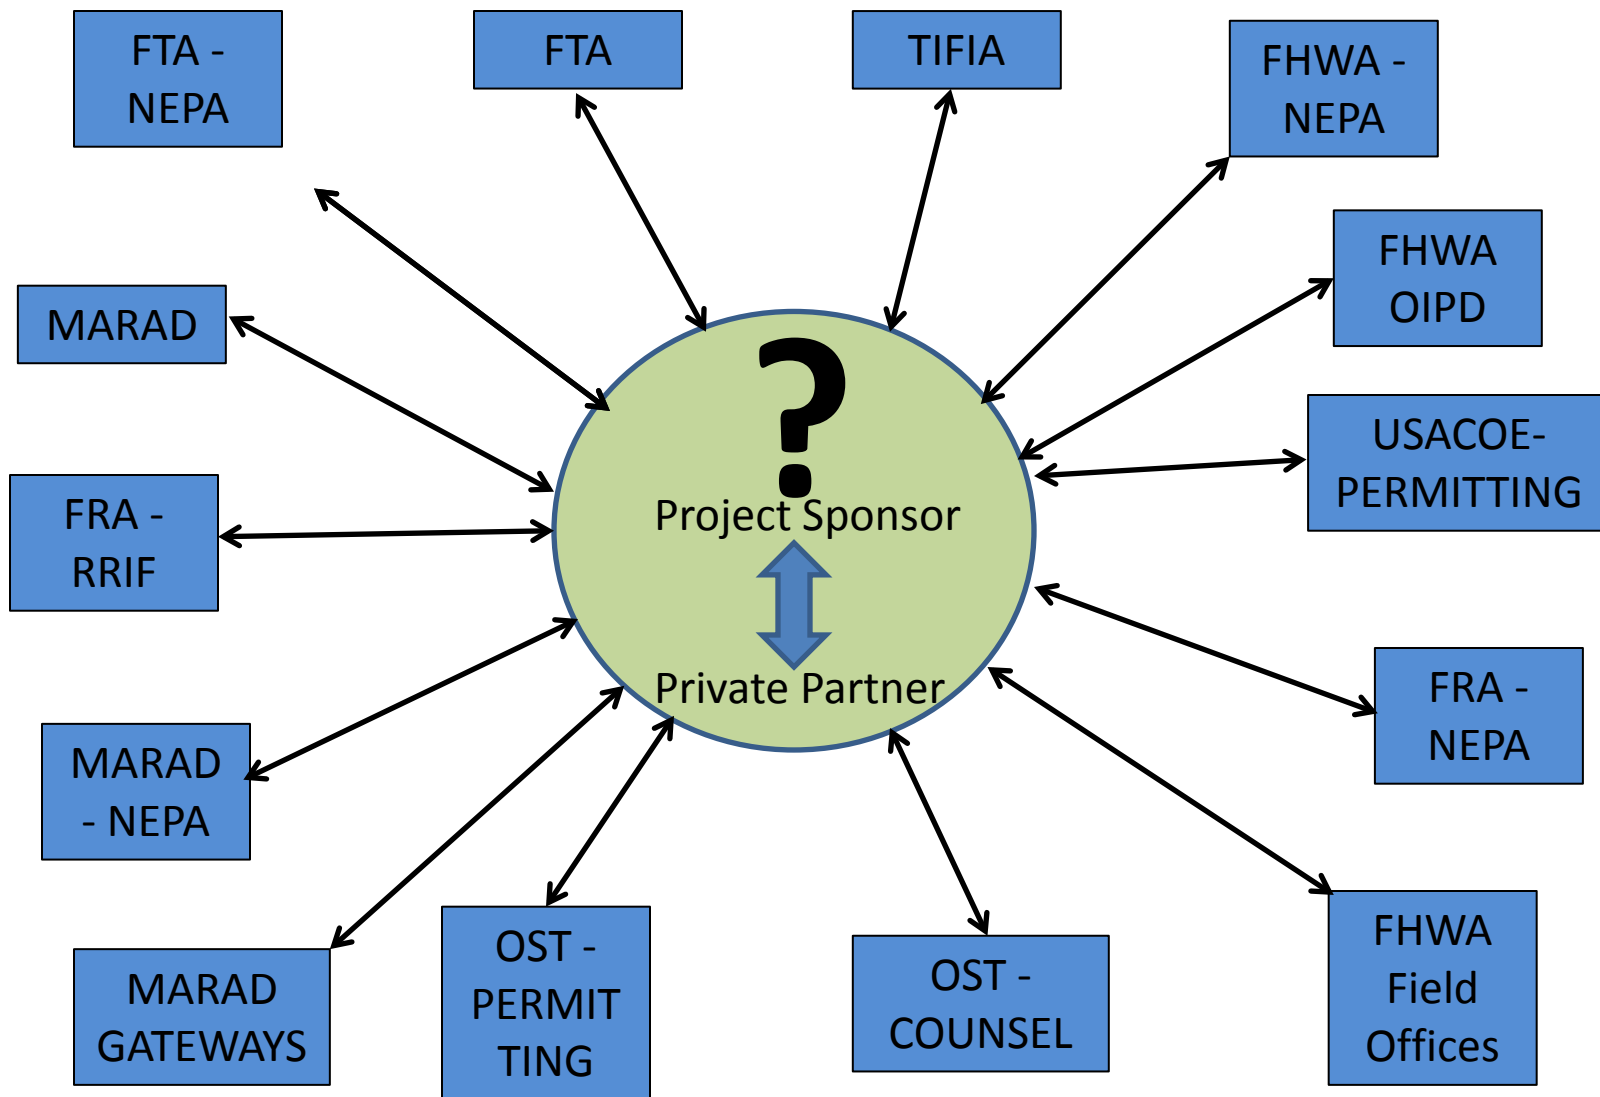 FTA -
NEPA
FTA
TIFIA
FHWA -
NEPA
FHWA
OIPD
MARAD
USACOE-
PERMITTING
FRA -
RRIF
?
Project Sponsor
Private Partner
FRA -
NEPA
MARAD
- NEPA
MARAD
GATEWAYS
OST -
PERMIT
TING
OST -
COUNSEL
FHWA
Field
Offices